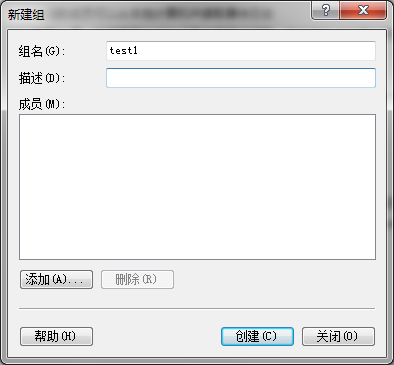 新建组
组名(G):
test1
描述(D):
成员(M):
添加(A)...
删除(R)
帮助(H)
创建(C)
关闭(O)